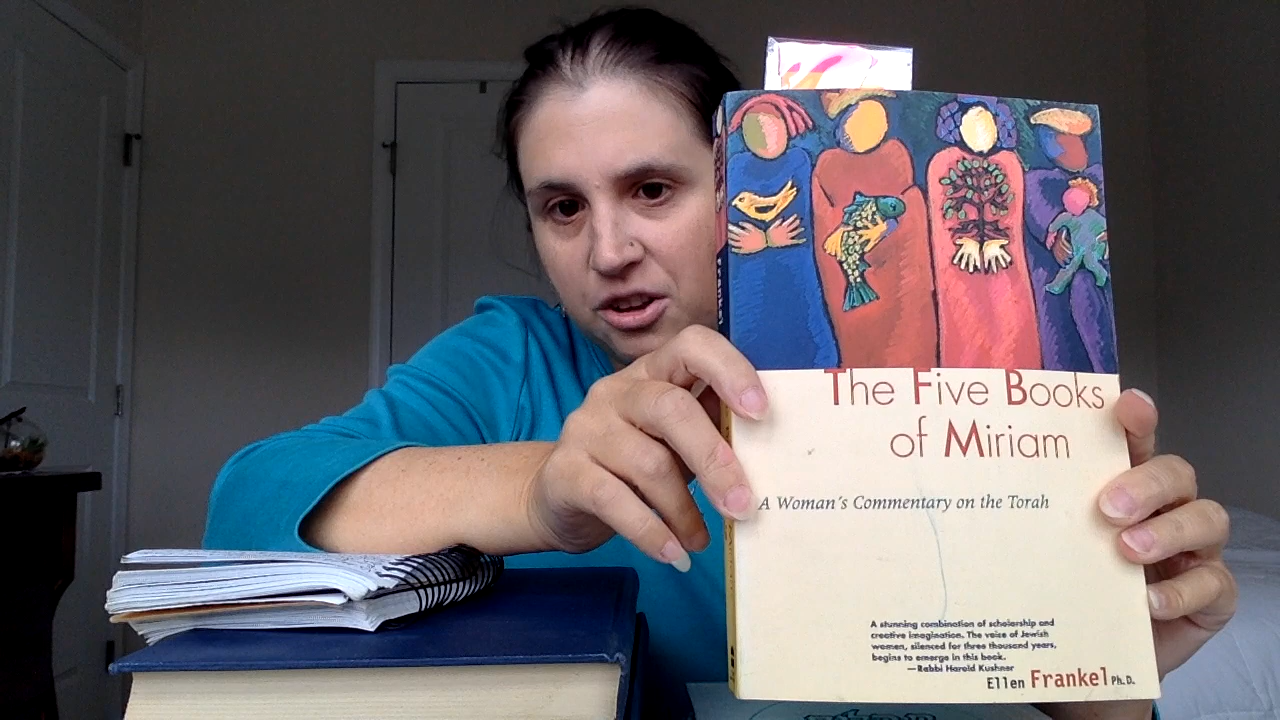 The Five Books
of Miriam
A Woman's Commentary on the Torah
A stunning combination of scholarship and
creative imagination. The voice of Jewish
women, silenced for three thousand years,
begins to emerge in this book.
—Rabbi Harold Kushner
Ellen Frankel Ph.D.
Frankel